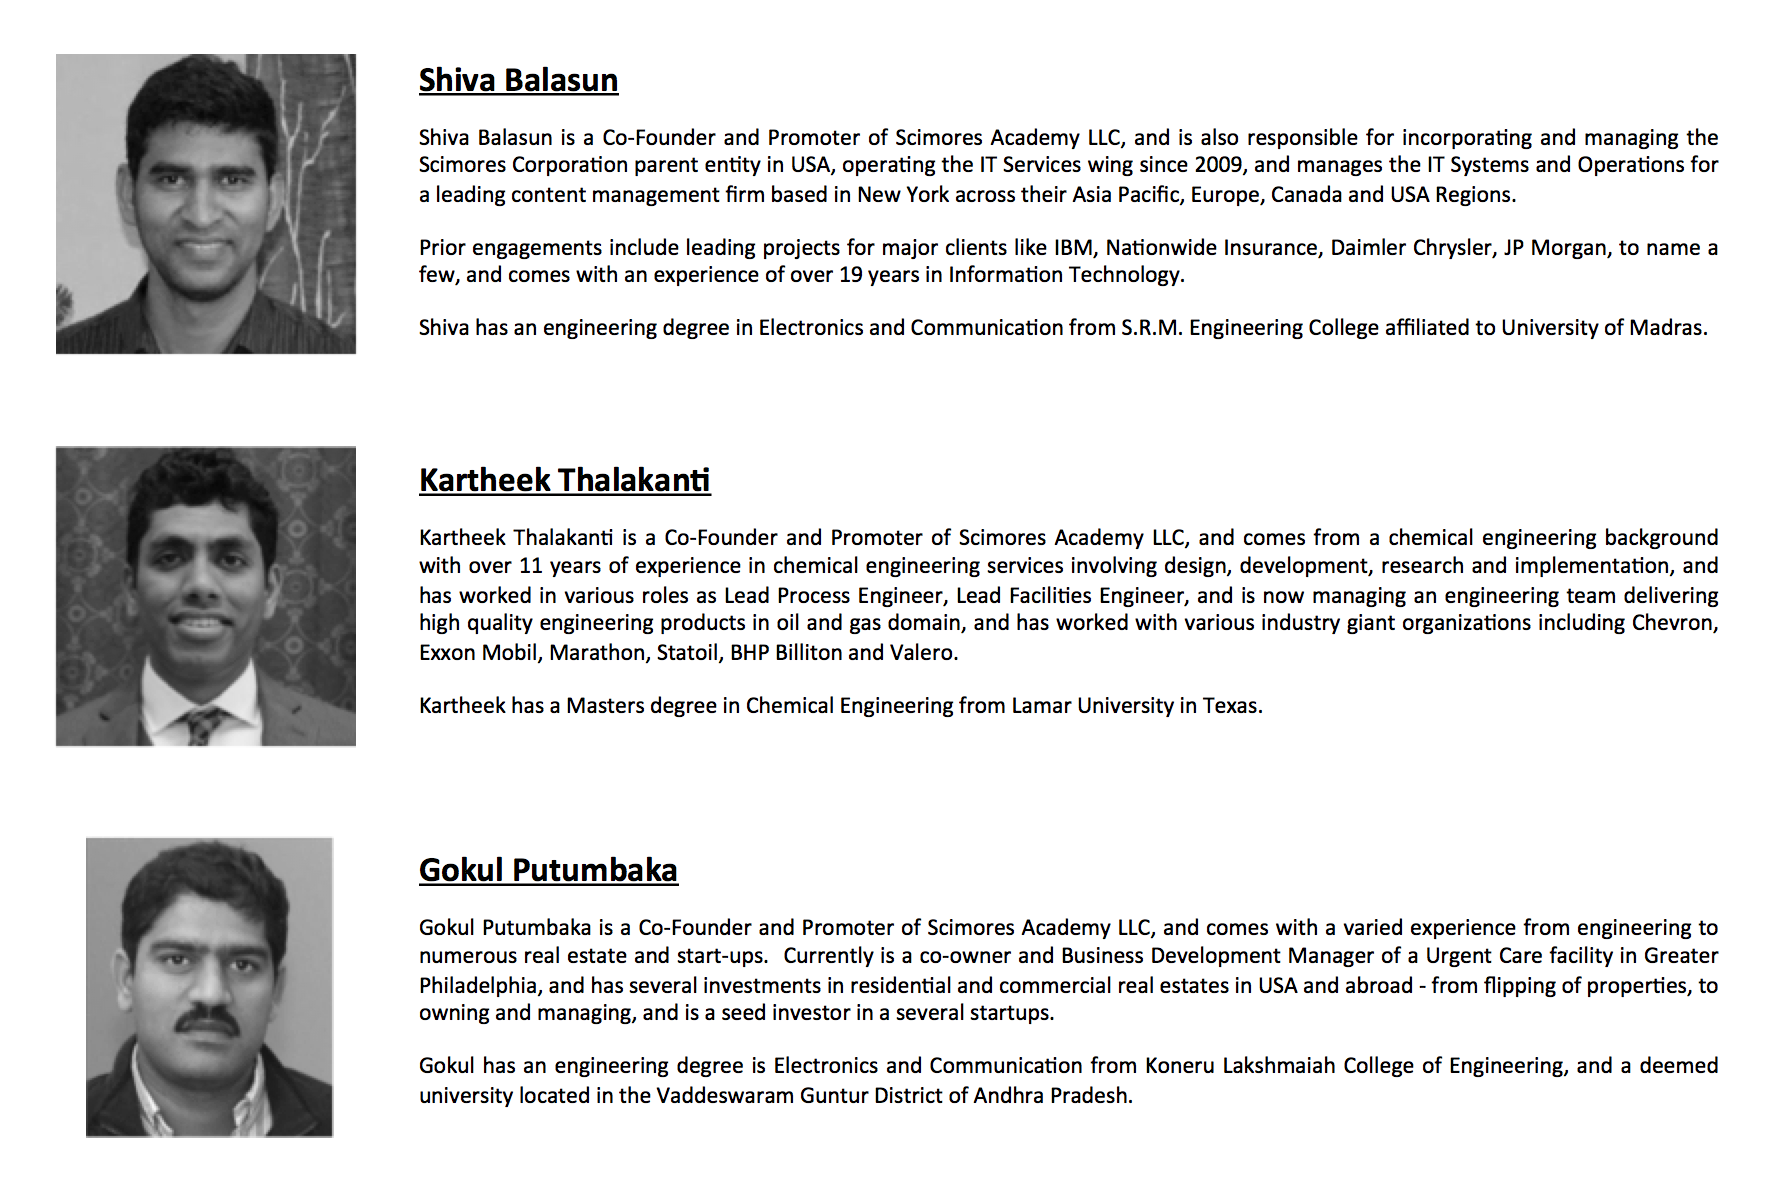 Shiva Balasun
Shiva Balasun is a Co-Founder and Promoter of Scimores Academy LLC, and is also responsible for incorporating and managing the
Scimores Corporation parent entity in USA, operating the IT Services wing since 2009, and manages the IT Systems and Operations for
a leading content management firm based in New York across their Asia Pacific, Europe, Canada and USA Regions.
Prior engagements include leading projects for major clients like IBM, Nationwide Insurance, Daimler Chrysler, JP Morgan, to name a
few, and comes with an experience of over 19 years in Information Technology.
Shiva has an engineering degree in Electronics and Communication from S.R.M. Engineering College affiliated to University of Madras.
Kartheek Thalakanti
Kartheek Thalakanti is a Co-Founder and Promoter of Scimores Academy LLC, and comes from a chemical engineering background
with over 11 years of experience in chemical engineering services involving design, development, research and implementation, and
has worked in various roles as Lead Process Engineer, Lead Facilities Engineer, and is now managing an engineering team delivering
high quality engineering products in oil and gas domain, and has worked with various industry giant organizations including Chevron,
Exxon Mobil, Marathon, Statoil, BHP Billiton and Valero.
Kartheek has a Masters degree in Chemical Engineering from Lamar University in Texas.
Gokul Putumbaka
Gokul Putumbaka is a Co-Founder and Promoter of Scimores Academy LLC, and comes with a varied experience from engineering to
numerous real estate and start-ups.  Currently is a co-owner and Business Development Manager of a Urgent Care facility in Greater
Philadelphia, and has several investments in residential and commercial real estates in USA and abroad - from flipping of properties, to
owning and managing, and is a seed investor in a several startups.
Gokul has an engineering degree is Electronics and Communication from Koneru Lakshmaiah College of Engineering, and a deemed
university located in the Vaddeswaram Guntur District of Andhra Pradesh.